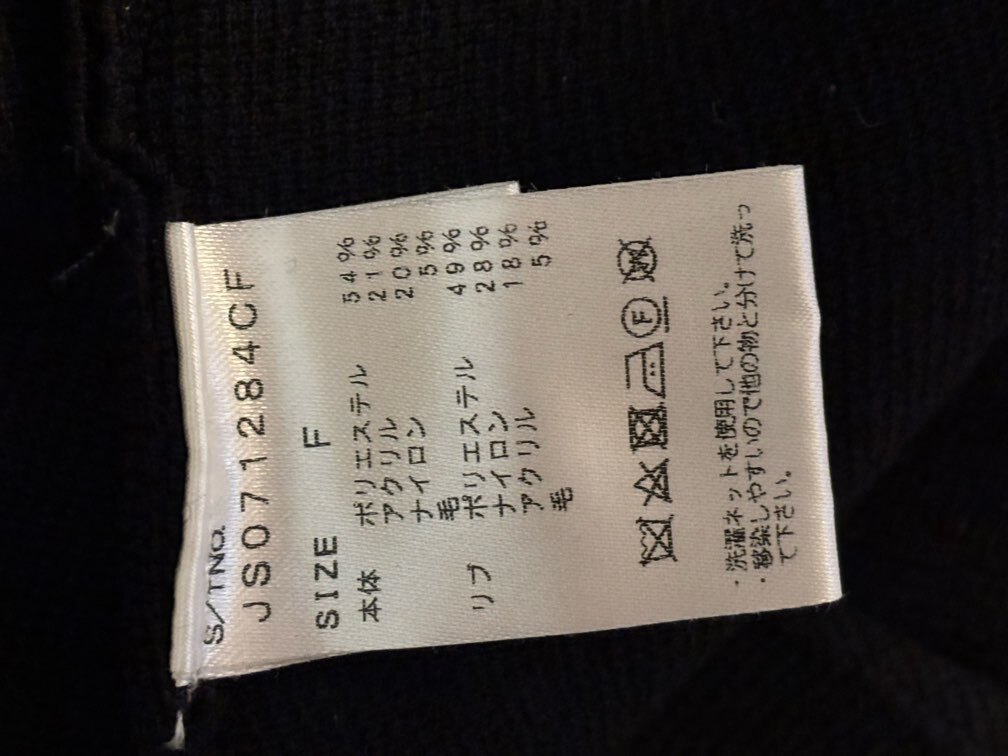 S/TNO.
JS071284CF
SIZE F
本体 ポリエステル 54%
アクリル 21%
ナイロン 20%
毛 5%
リブ ポリエステル 49%
ナイロン 28%
アクリル 18%
毛 5%
F W
・洗濯ネットを使用して下さい。
・移染しやすいので他の物と分けて洗っ
て下さい。